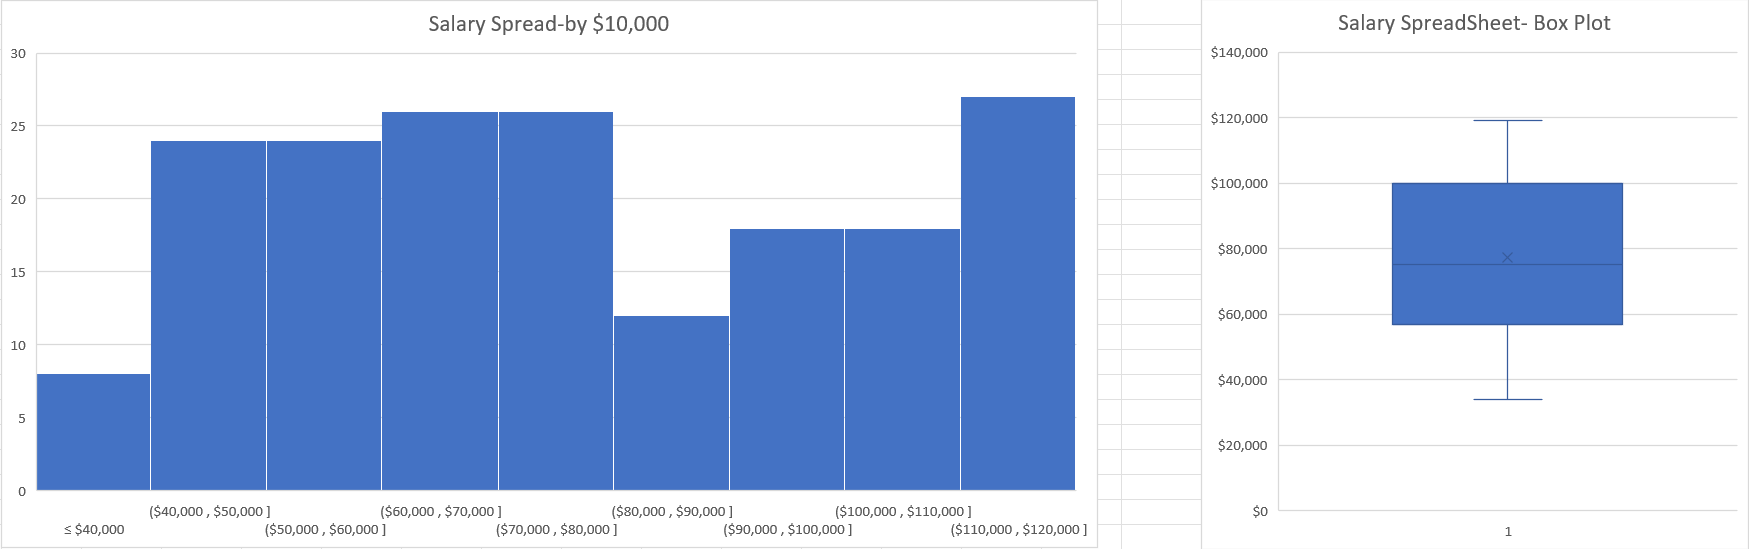 Salary Spread-by $10,000
30
25
20
15
10
5
0
≤ $40,000
($40,000 , $50,000 ]
($50,000 , $60,000 ]
($60,000 , $70,000 ]
($70,000 , $80,000 ]
($80,000 , $90,000 ]
($90,000 , $100,000 ]
($100,000 , $110,000 ]
($110,000 , $120,000 ]
Salary SpreadSheet- Box Plot
$140,000
$120,000
$100,000
$80,000
$60,000
$40,000
$20,000
$0
1